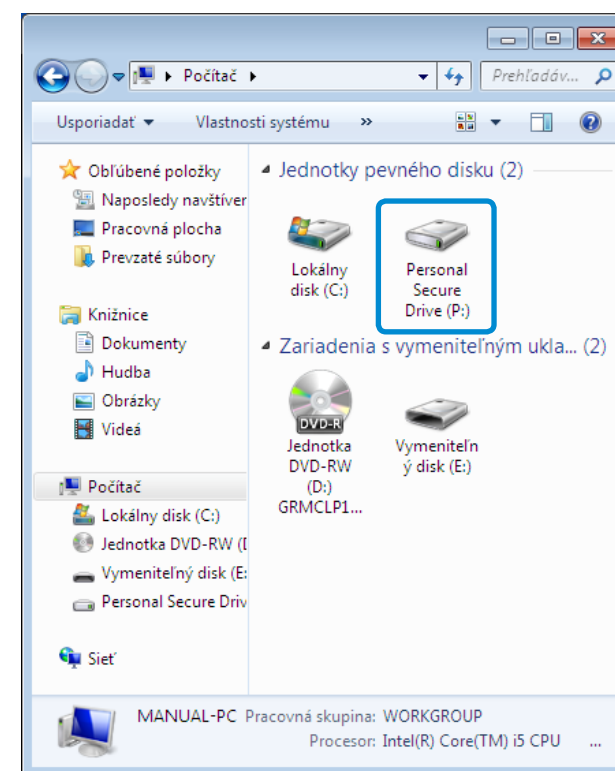 Počítač
Prehľadáv...
Usporiadať
Vlastnosti systému »
Obľúbené položky
Naposledy navštíver
Pracovná plocha
Prevzaté súbory
Knižnice
Dokumenty
Hudba
Obrázky
Videá
Počítač
Lokálny disk (C:)
Jednotka DVD-RW (D
Vymeniteľný disk (E:
Personal Secure Driv
Sieť
Jednotky pevného disku (2)
Lokálny
disk (C:)
Personal
Secure
Drive (P:)
Zariadenia s vymeniteľným ukla... (2)
DVD-R
Jednotka
DVD-RW
(D:)
GRMCLP1...
Vymeniteľn
ý disk (E:)
MANUAL-PC Pracovná skupina: WORKGROUP
Procesor: Intel(R) Core(TM) i5 CPU ...